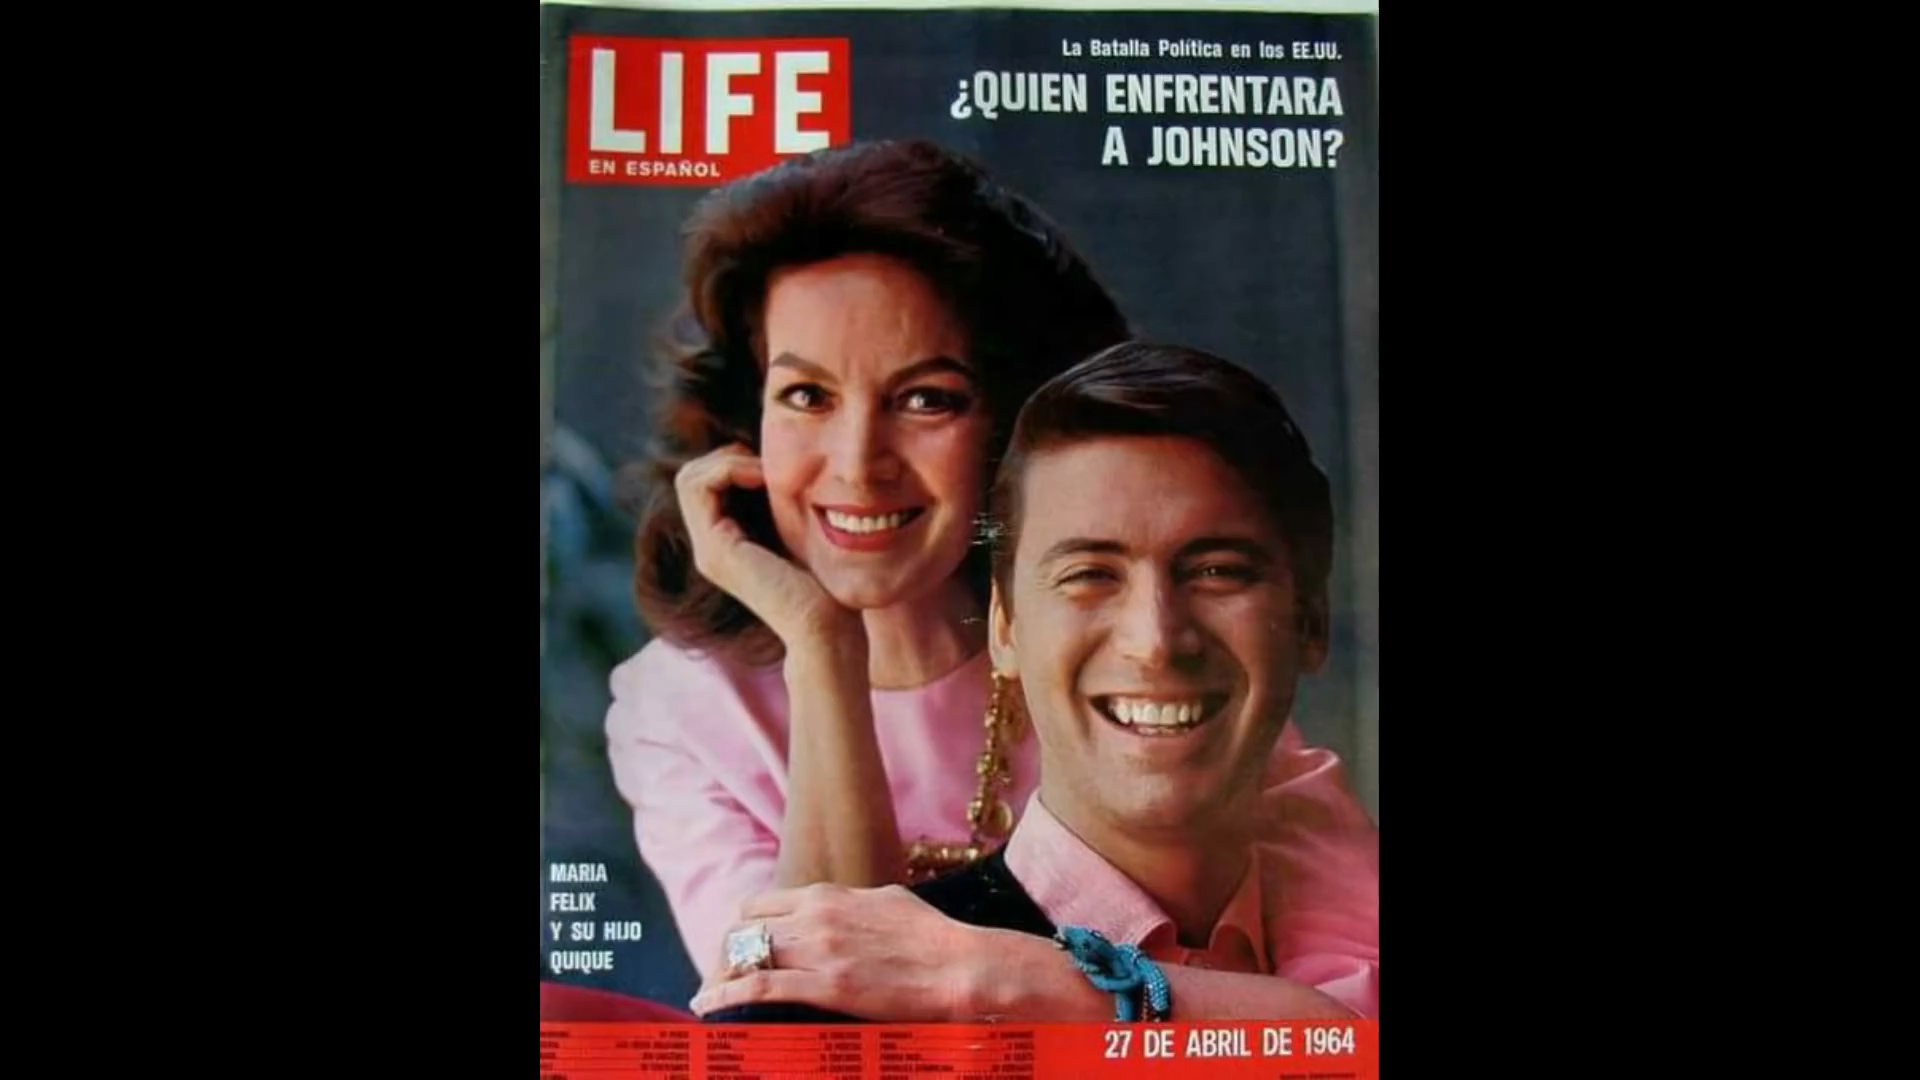 LIFE
EN ESPAÑOL
La Batalla Política en los EE.UU.
¿QUIEN ENFRENTARA
A JOHNSON?
MARIA
FELIX
Y SU HIJO
QUIQUE
27 DE ABRIL DE 1964